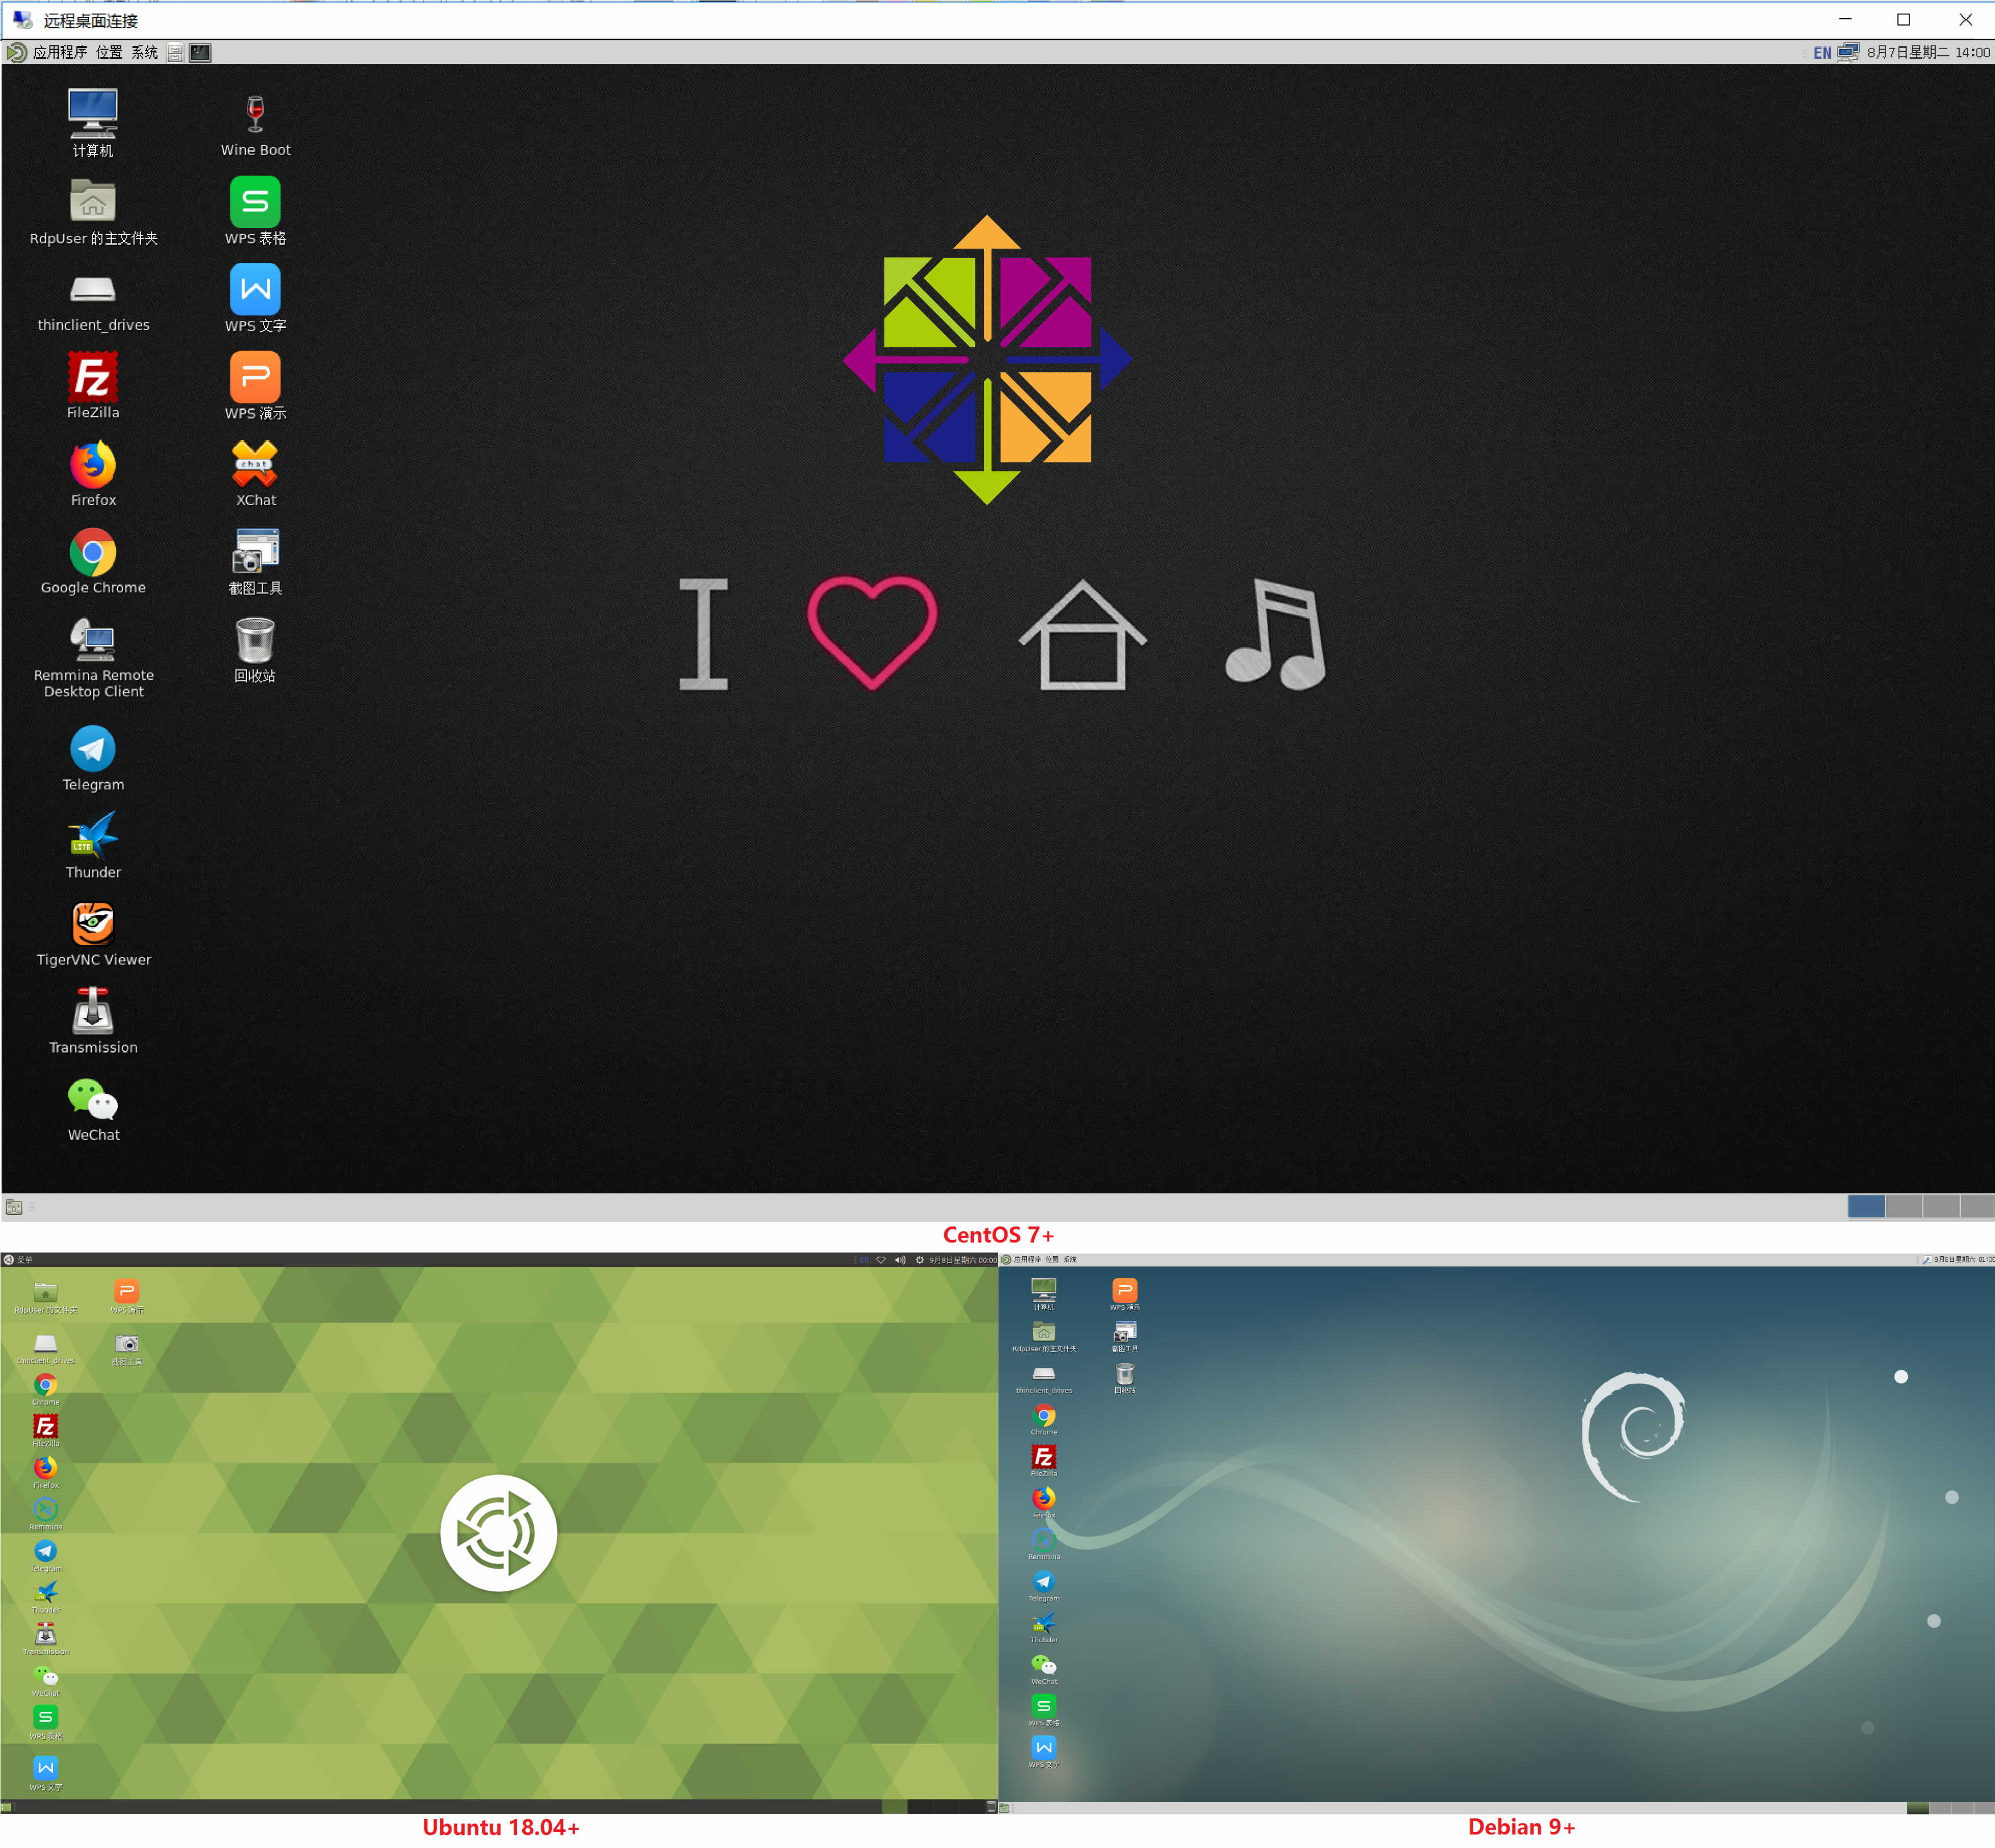 远程桌面连接
应用程序 位置 系统
EN 8月7日星期二 14:00
计算机
Wine Boot
RdpUser 的主文件夹
WPS 表格
thinclient_drives
WPS 文字
FileZilla
WPS 演示
Firefox
chat
XChat
Google Chrome
截图工具
Remmina Remote
Desktop Client
回收站
Telegram
LITE
Thunder
TigerVNC Viewer
Transmission
WeChat
I
CentOS 7+
菜单
EN 9月8日星期六 00:00
RdpUser 的文件夹
WPS 演示
thinclient_drives
截图工具
Chrome
FileZilla
Firefox
Remmina
Telegram
Thunder
Transmission
WeChat
WPS 表格
WPS 文字
Ubuntu 18.04+
应用程序 位置 系统
9月8日星期六 01:00
计算机
WPS 演示
RdpUser 的主文件夹
截图工具
thinclient_drives
回收站
Chrome
FileZilla
Firefox
Remmina
Telegram
Thubder
WeChat
WPS 表格
WPS 文字
Debian 9+